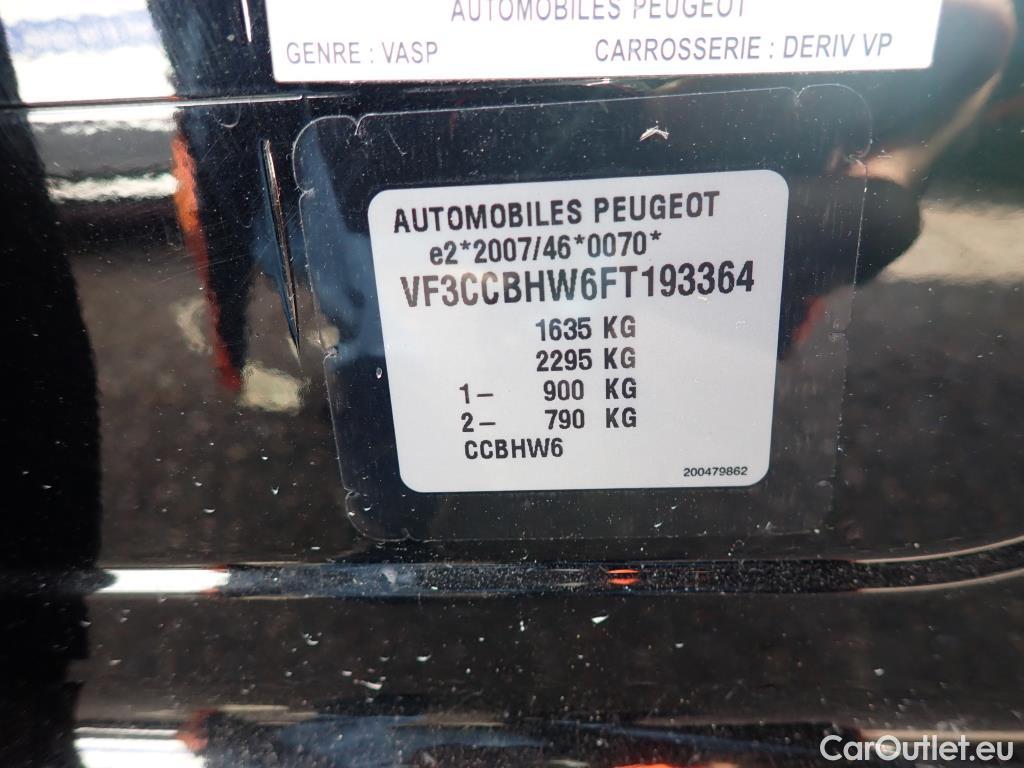 AUTOMOBILES PEUGEOT
GENRE : VASP CARROSSERIE : DERIV VP
AUTOMOBILES PEUGEOT
e2*2007/46*0070*
VF3CCBHW6FT193364
1635 KG
2295 KG
1– 900 KG
2– 790 KG
CCBHW6
200479862
CarOutlet.eu